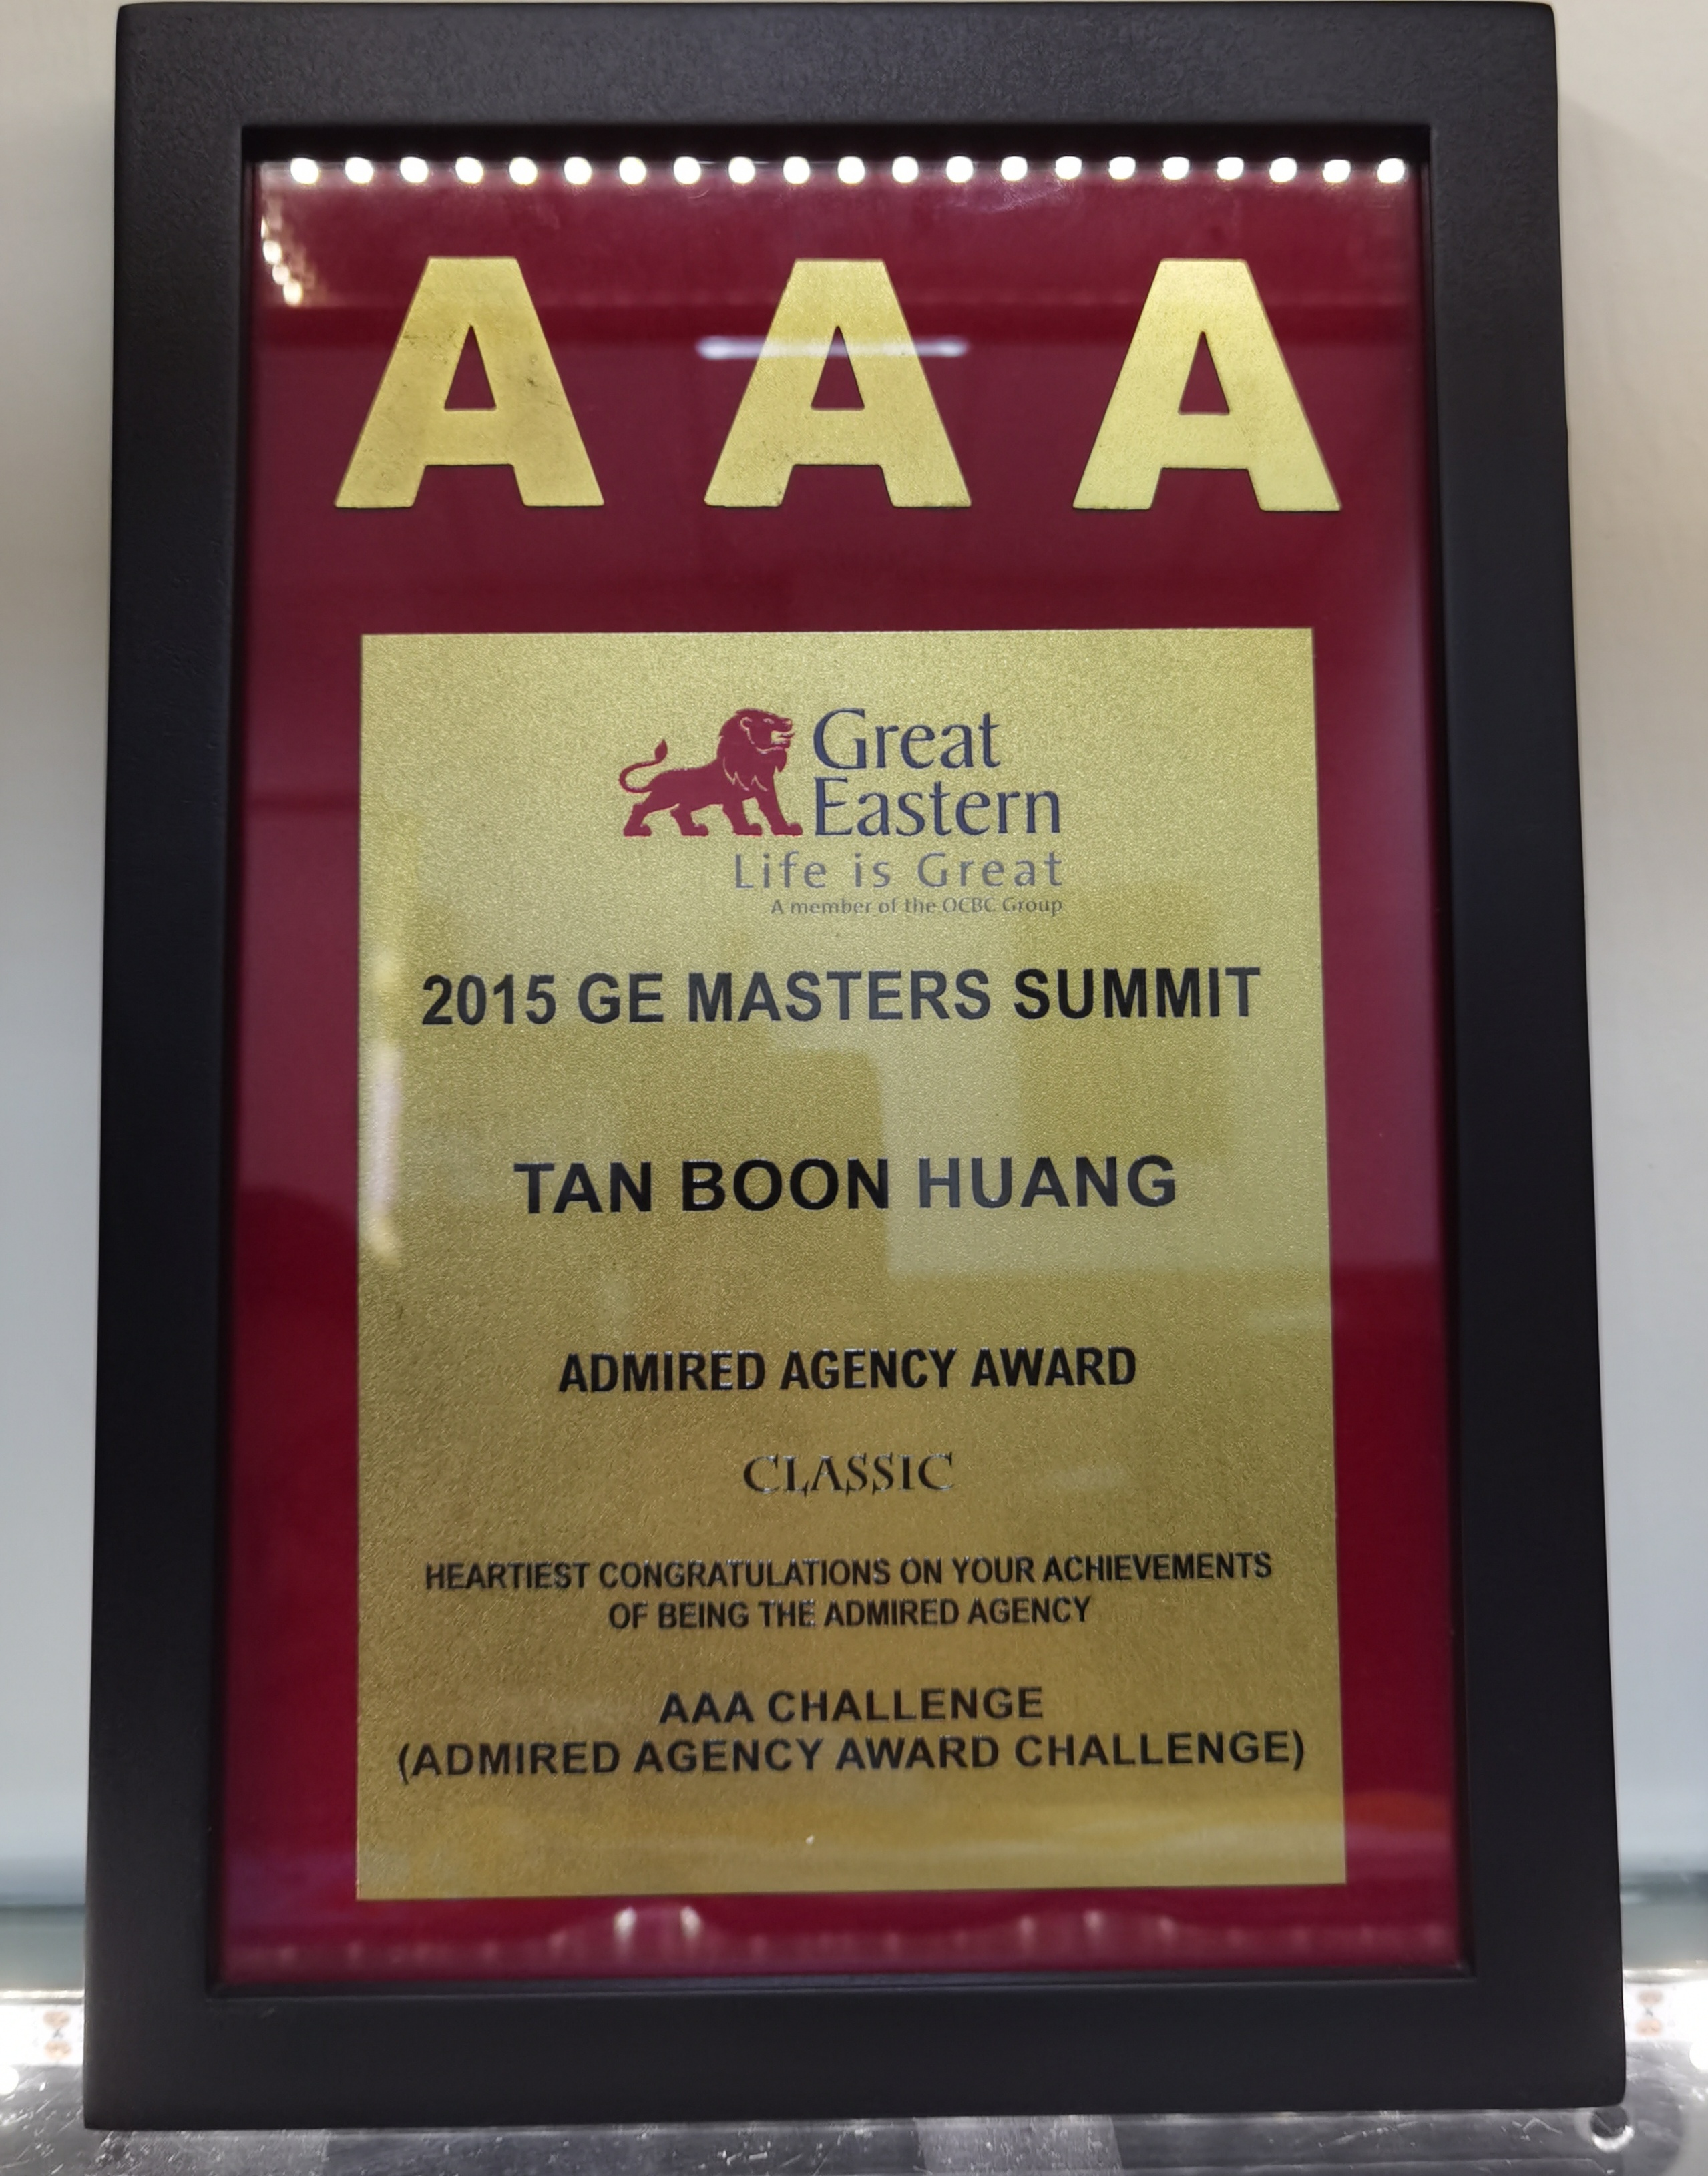 A A A
Great
Eastern
Life is Great
A member of the OCBC Group
2015 GE MASTERS SUMMIT
TAN BOON HUANG
ADMIRED AGENCY AWARD
CLASSIC
HEARTIEST CONGRATULATIONS ON YOUR ACHIEVEMENTS
OF BEING THE ADMIRED AGENCY
AAA CHALLENGE
(ADMIRED AGENCY AWARD CHALLENGE)